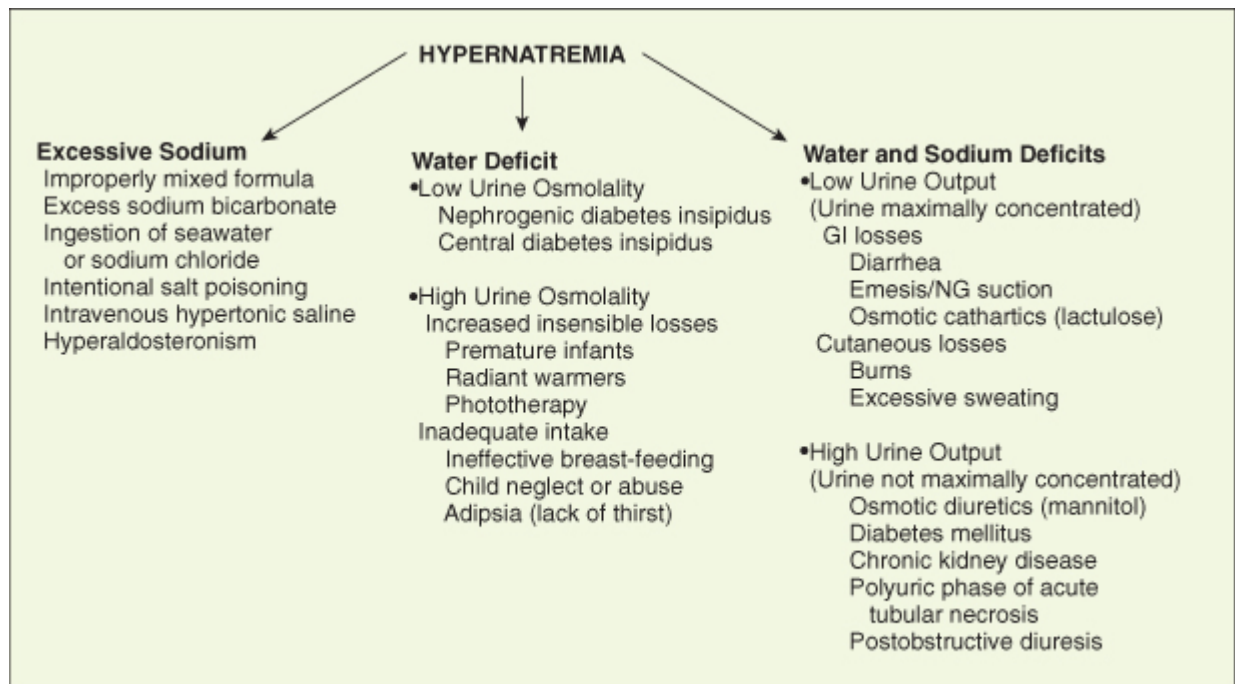 HYPERNATREMIA
Excessive Sodium
Improperly mixed formula
Excess sodium bicarbonate
Ingestion of seawater
or sodium chloride
Intentional salt poisoning
Intravenous hypertonic saline
Hyperaldosteronism
Water Deficit
•Low Urine Osmolality
Nephrogenic diabetes insipidus
Central diabetes insipidus
•High Urine Osmolality
Increased insensible losses
Premature infants
Radiant warmers
Phototherapy
Inadequate intake
Ineffective breast-feeding
Child neglect or abuse
Adipsia (lack of thirst)
Water and Sodium Deficits
•Low Urine Output
(Urine maximally concentrated)
GI losses
Diarrhea
Emesis/NG suction
Osmotic cathartics (lactulose)
Cutaneous losses
Burns
Excessive sweating
•High Urine Output
(Urine not maximally concentrated)
Osmotic diuretics (mannitol)
Diabetes mellitus
Chronic kidney disease
Polyuric phase of acute
tubular necrosis
Postobstructive diuresis